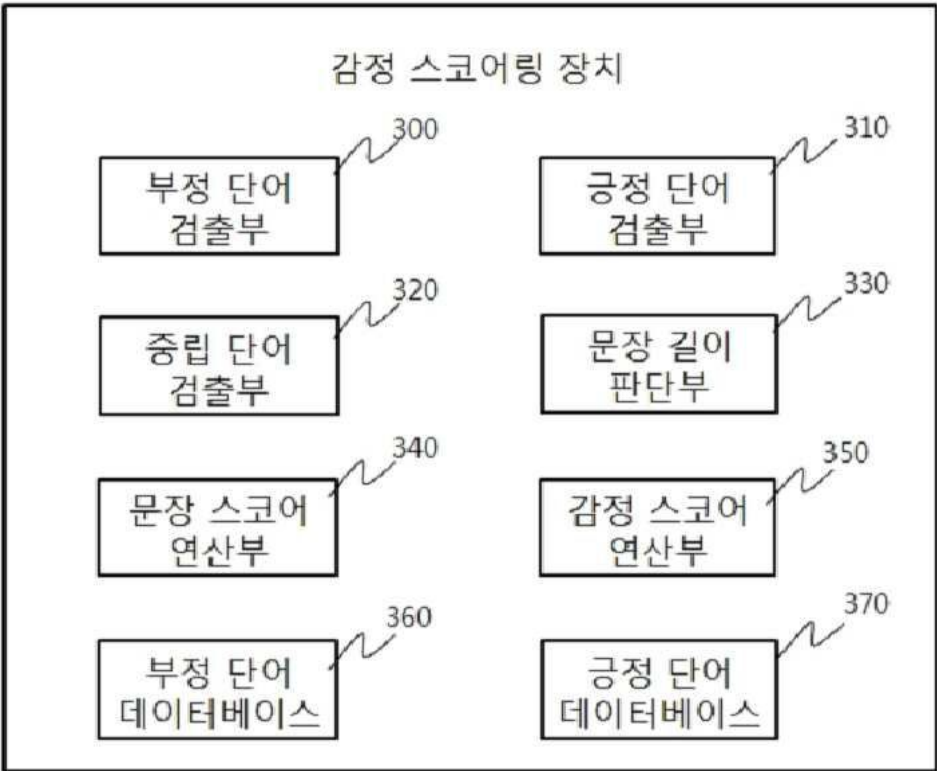 감정 스코어링 장치
300
310
부정 단어
검출부
긍정 단어
검출부
320
330
중립 단어
검출부
문장 길이
판단부
340
350
문장 스코어
연산부
감정 스코어
연산부
360
370
부정 단어
데이터베이스
긍정 단어
데이터베이스